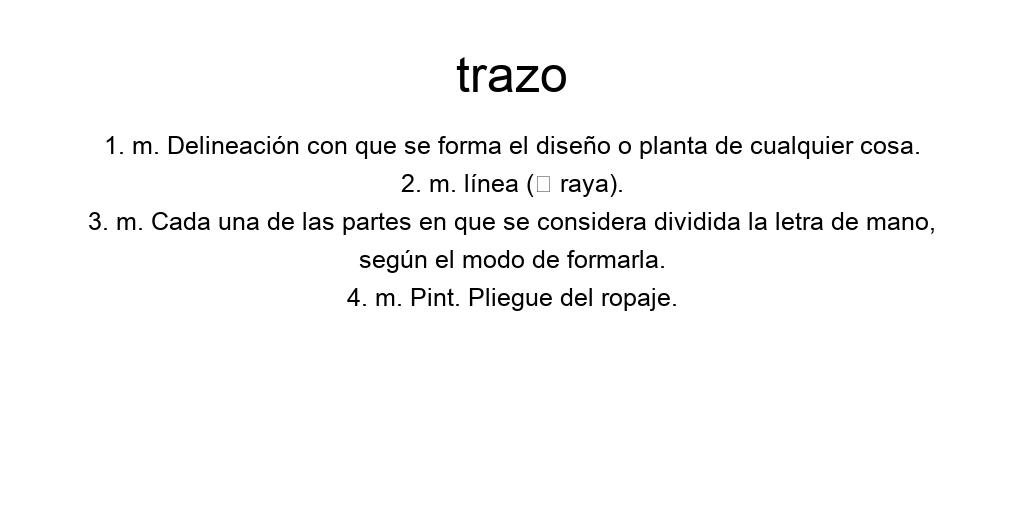 trazo
1. m. Delineación con que se forma el diseño o planta de cualquier cosa.
2. m. línea (□ raya).
3. m. Cada una de las partes en que se considera dividida la letra de mano,
según el modo de formarla.
4. m. Pint. Pliegue del ropaje.